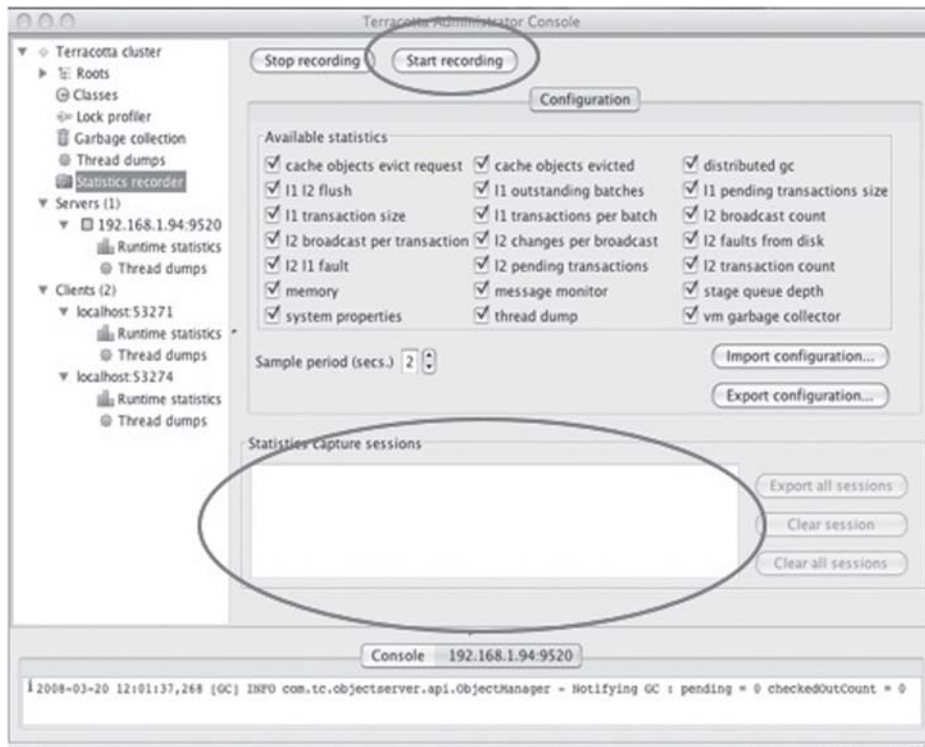 Terracotta Administrator Console
Terracotta cluster
Roots
Classes
Lock profiler
Garbage collection
Thread dumps
Statistics recorder
Servers (1)
192.168.1.94:9520
Runtime statistics
Thread dumps
Clients (2)
localhost:53271
Runtime statistics
Thread dumps
localhost:53274
Runtime statistics
Thread dumps
Stop recording Start recording
Configuration
Available statistics
cache objects evict request cache objects evicted distributed gc
l1 l2 flush l1 outstanding batches l1 pending transactions size
l1 transaction size l1 transactions per batch l2 broadcast count
l2 broadcast per transaction l2 changes per broadcast l2 faults from disk
l2 l1 fault l2 pending transactions l2 transaction count
memory message monitor stage queue depth
system properties thread dump vm garbage collector
Sample period (secs.) 2
Import configuration...
Export configuration...
Statistics capture sessions
Export all sessions
Clear session
Clear all sessions
Console 192.168.1.94:9520
2008-03-20 12:01:37,268 [GC] INFO com.tc.objectserver.api.ObjectManager - Notifying GC : pending = 0 checkedOutCount = 0